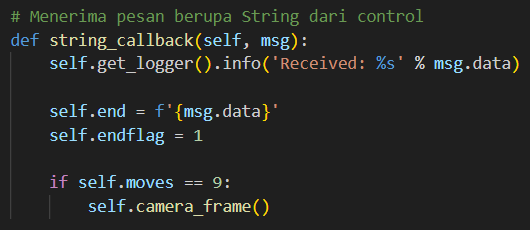 # Menerima pesan berupa String dari control
def string_callback(self, msg):
    self.get_logger().info('Received: %s' % msg.data)

    self.end = f'{msg.data}'
    self.endflag = 1

    if self.moves == 9:
        self.camera_frame()